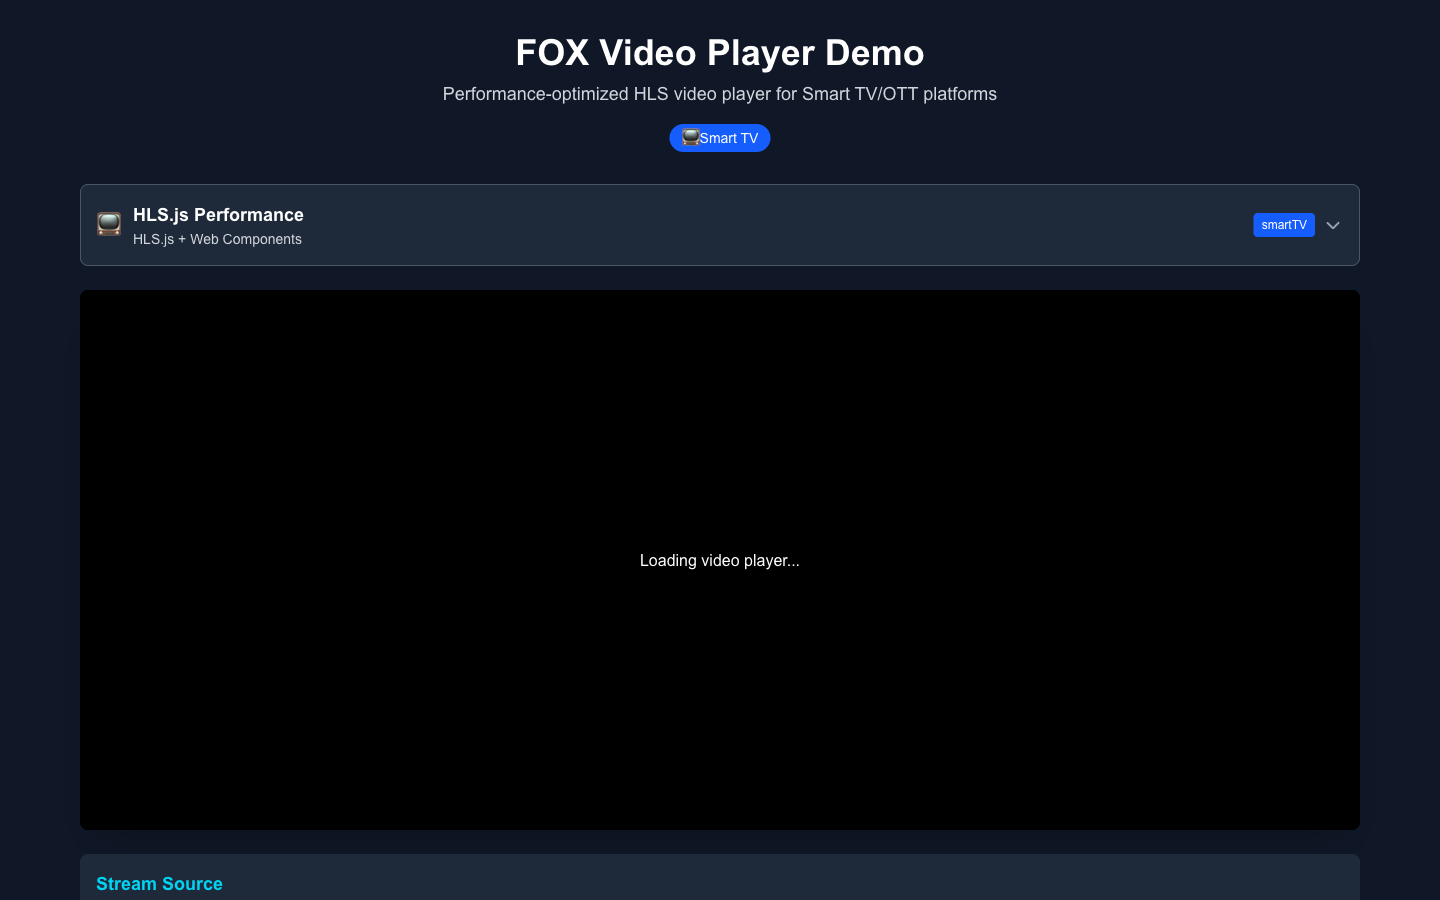 FOX Video Player Demo
Performance-optimized HLS video player for Smart TV/OTT platforms
Smart TV
HLS.js Performance
HLS.js + Web Components
smartTV
Loading video player...
Stream Source